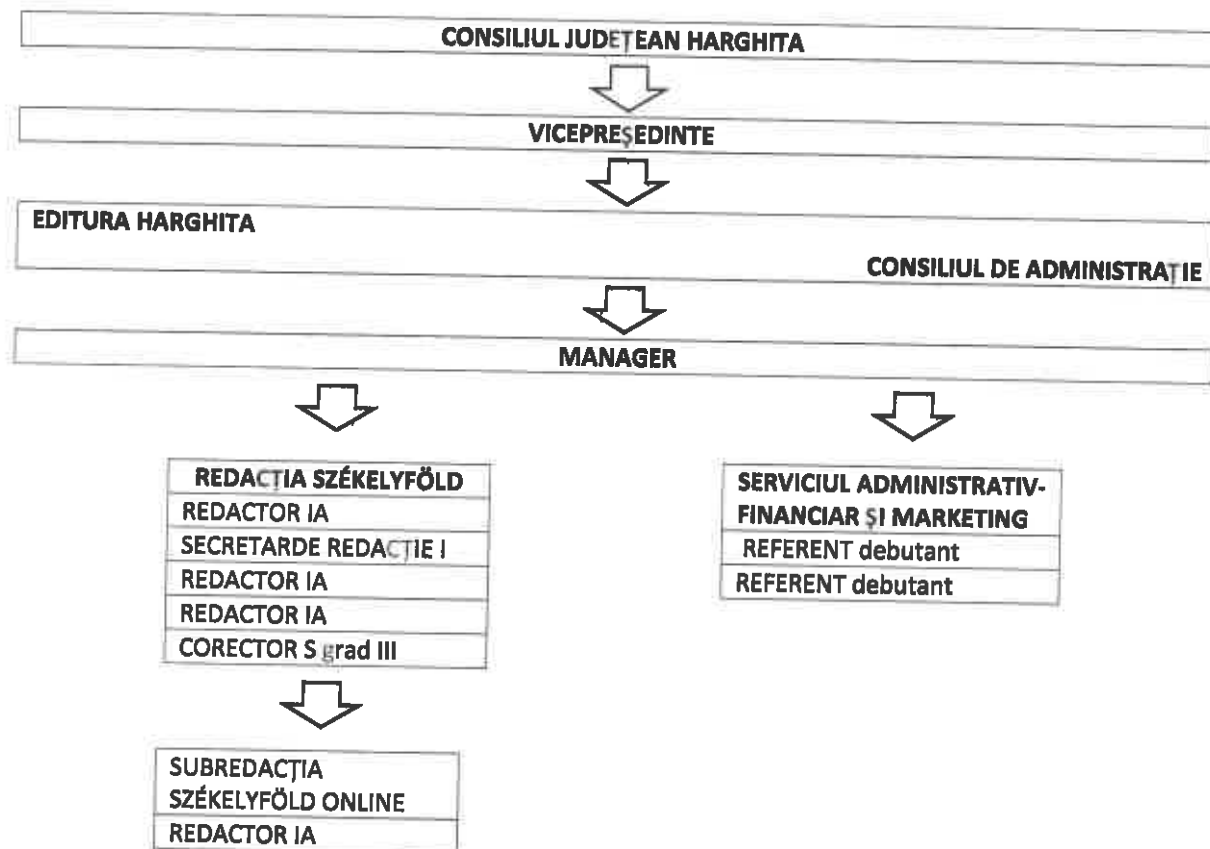 CONSILIUL JUDEȚEAN HARGHITA
VICEPREȘEDINTE
EDITURA HARGHITA
CONSILIUL DE ADMINISTRAȚIE
MANAGER
REDACȚIA SZÉKELYFÖLD
REDACTOR IA
SECRETARDE REDACȚIE I
REDACTOR IA
REDACTOR IA
CORECTOR S grad III
SUBREDACȚIA
SZÉKELYFÖLD ONLINE
REDACTOR IA
SERVICIUL ADMINISTRATIV-
FINANCIAR ȘI MARKETING
REFERENT debutant
REFERENT debutant